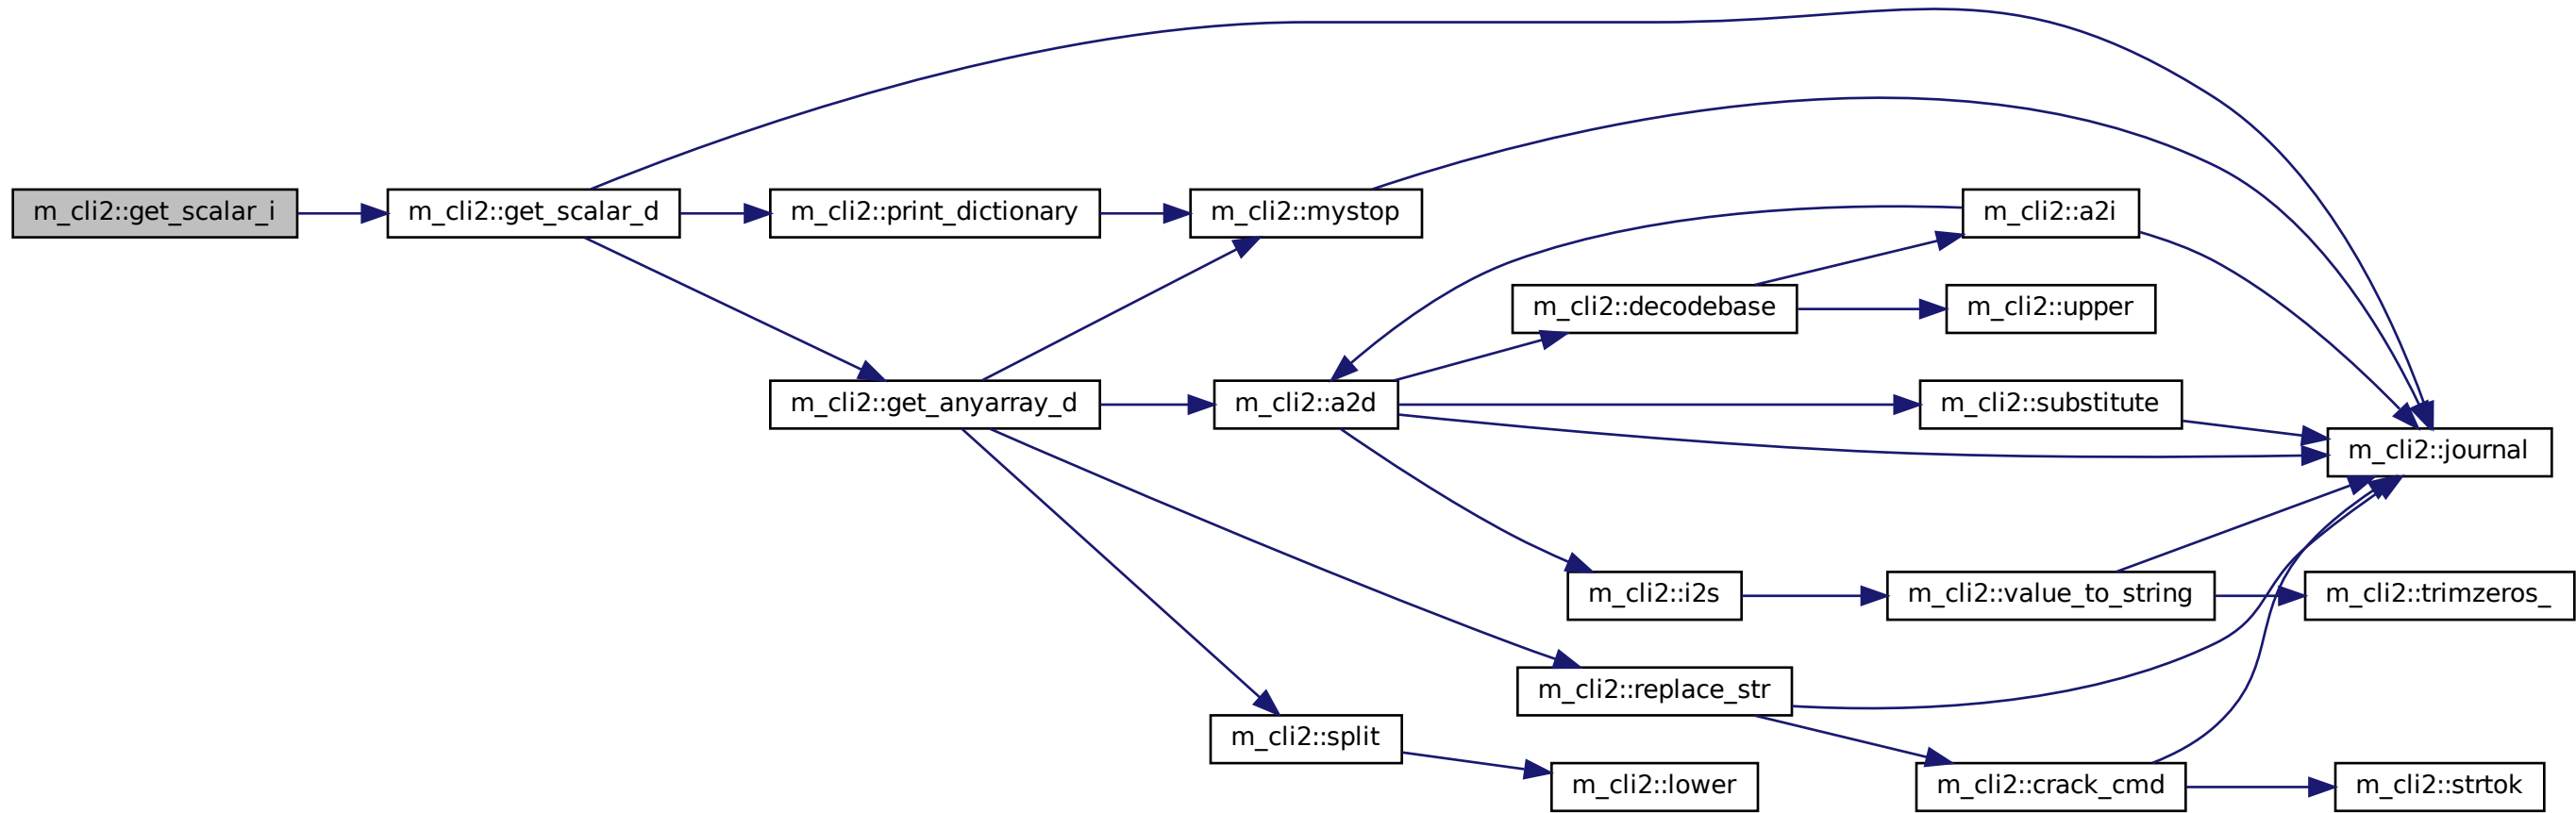 m_cli2::get_scalar_i
m_cli2::get_scalar_d
m_cli2::print_dictionary
m_cli2::mystop
m_cli2::a2i
m_cli2::decodebase
m_cli2::upper
m_cli2::get_anyarray_d
m_cli2::a2d
m_cli2::substitute
m_cli2::journal
m_cli2::i2s
m_cli2::value_to_string
m_cli2::trimzeros_
m_cli2::replace_str
m_cli2::split
m_cli2::lower
m_cli2::crack_cmd
m_cli2::strtok